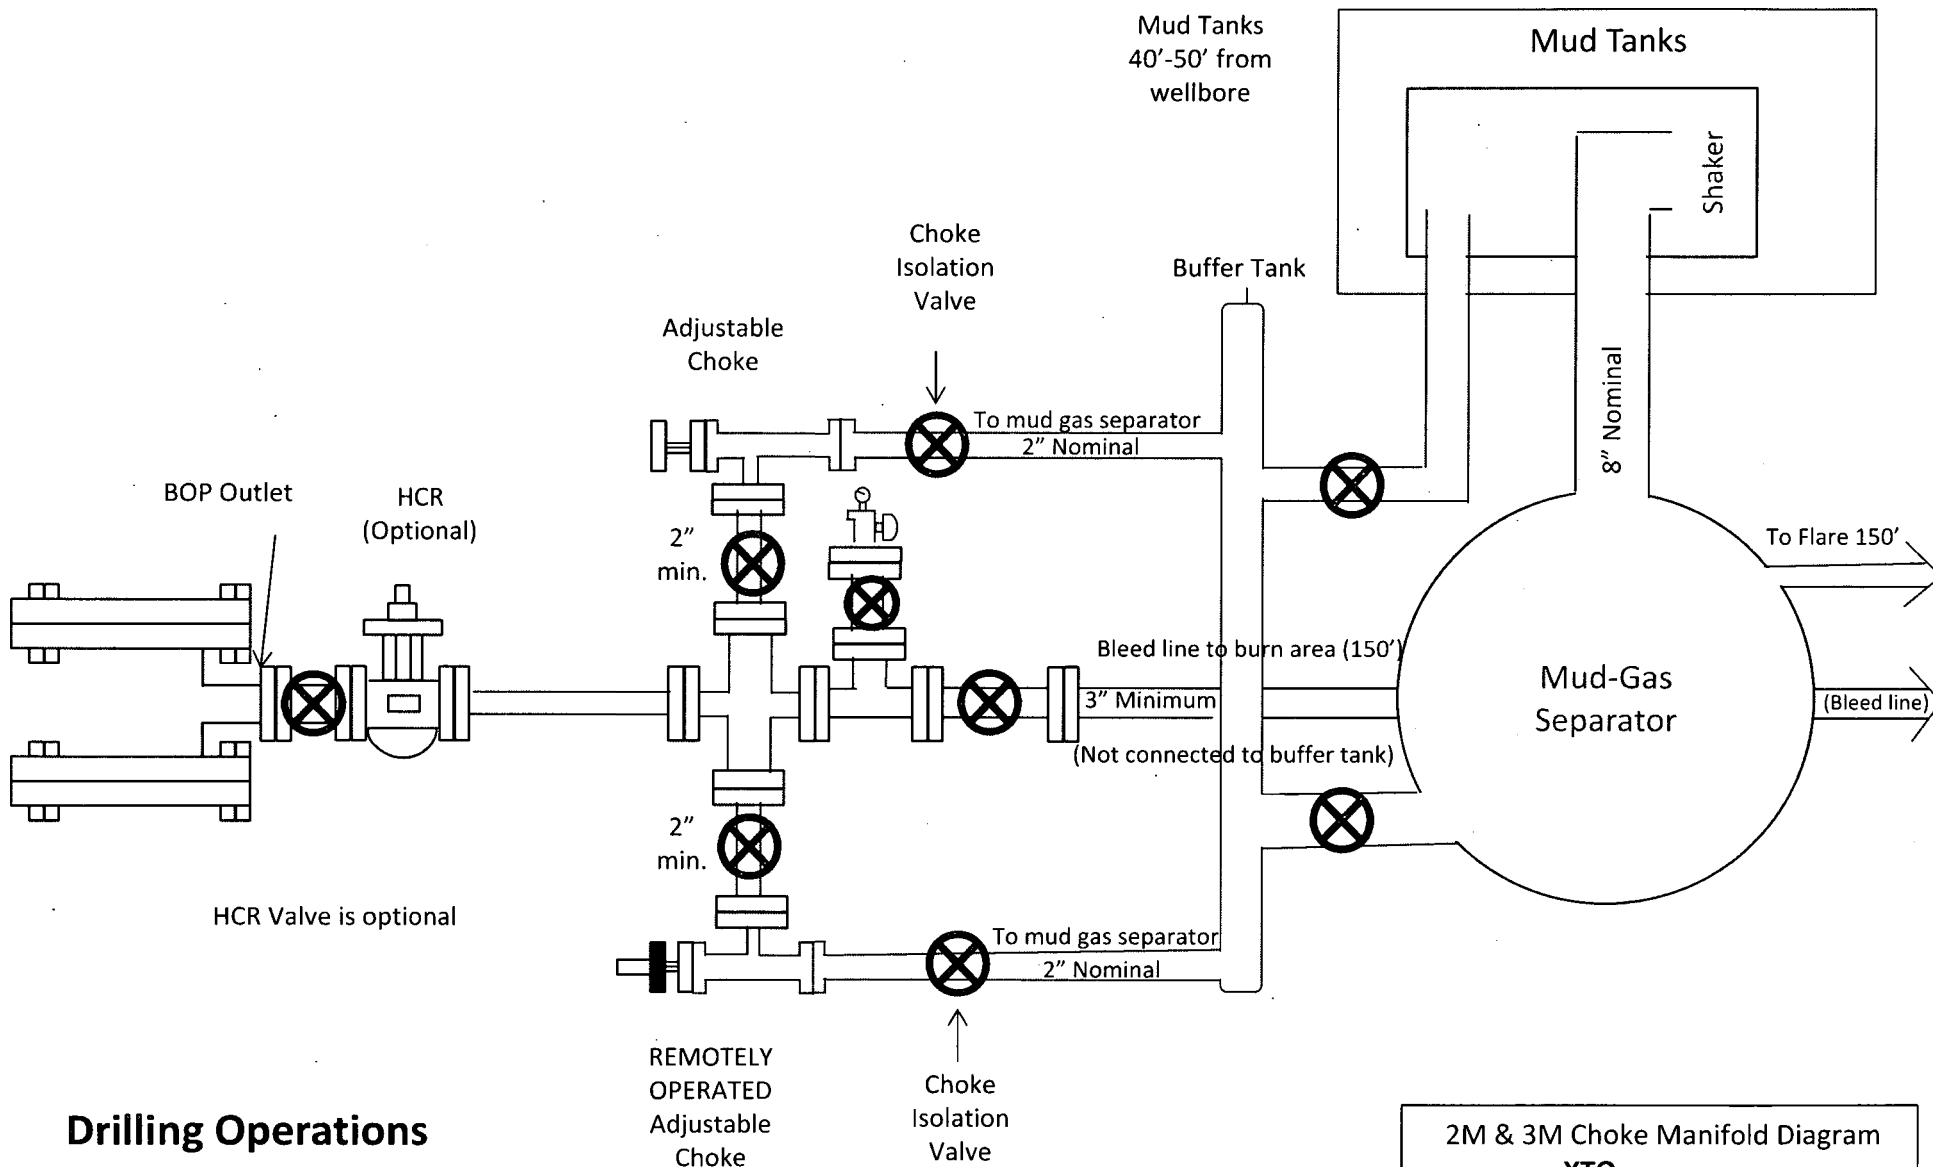 Mud Tanks
40’-50’ from
wellbore
Mud Tanks
Shaker
Choke
Isolation
Valve
Buffer Tank
Adjustable
Choke
8” Nominal
To mud gas separator
2” Nominal
BOP Outlet
HCR
(Optional)
2”
min.
To Flare 150’
Bleed line to burn area (150’)
3” Minimum
(Not connected to buffer tank)
Mud-Gas
Separator
(Bleed line)
2”
min.
HCR Valve is optional
To mud gas separator
2” Nominal
REMOTELY
OPERATED
Adjustable
Choke
Choke
Isolation
Valve
Drilling Operations
2M & 3M Choke Manifold Diagram
XTO